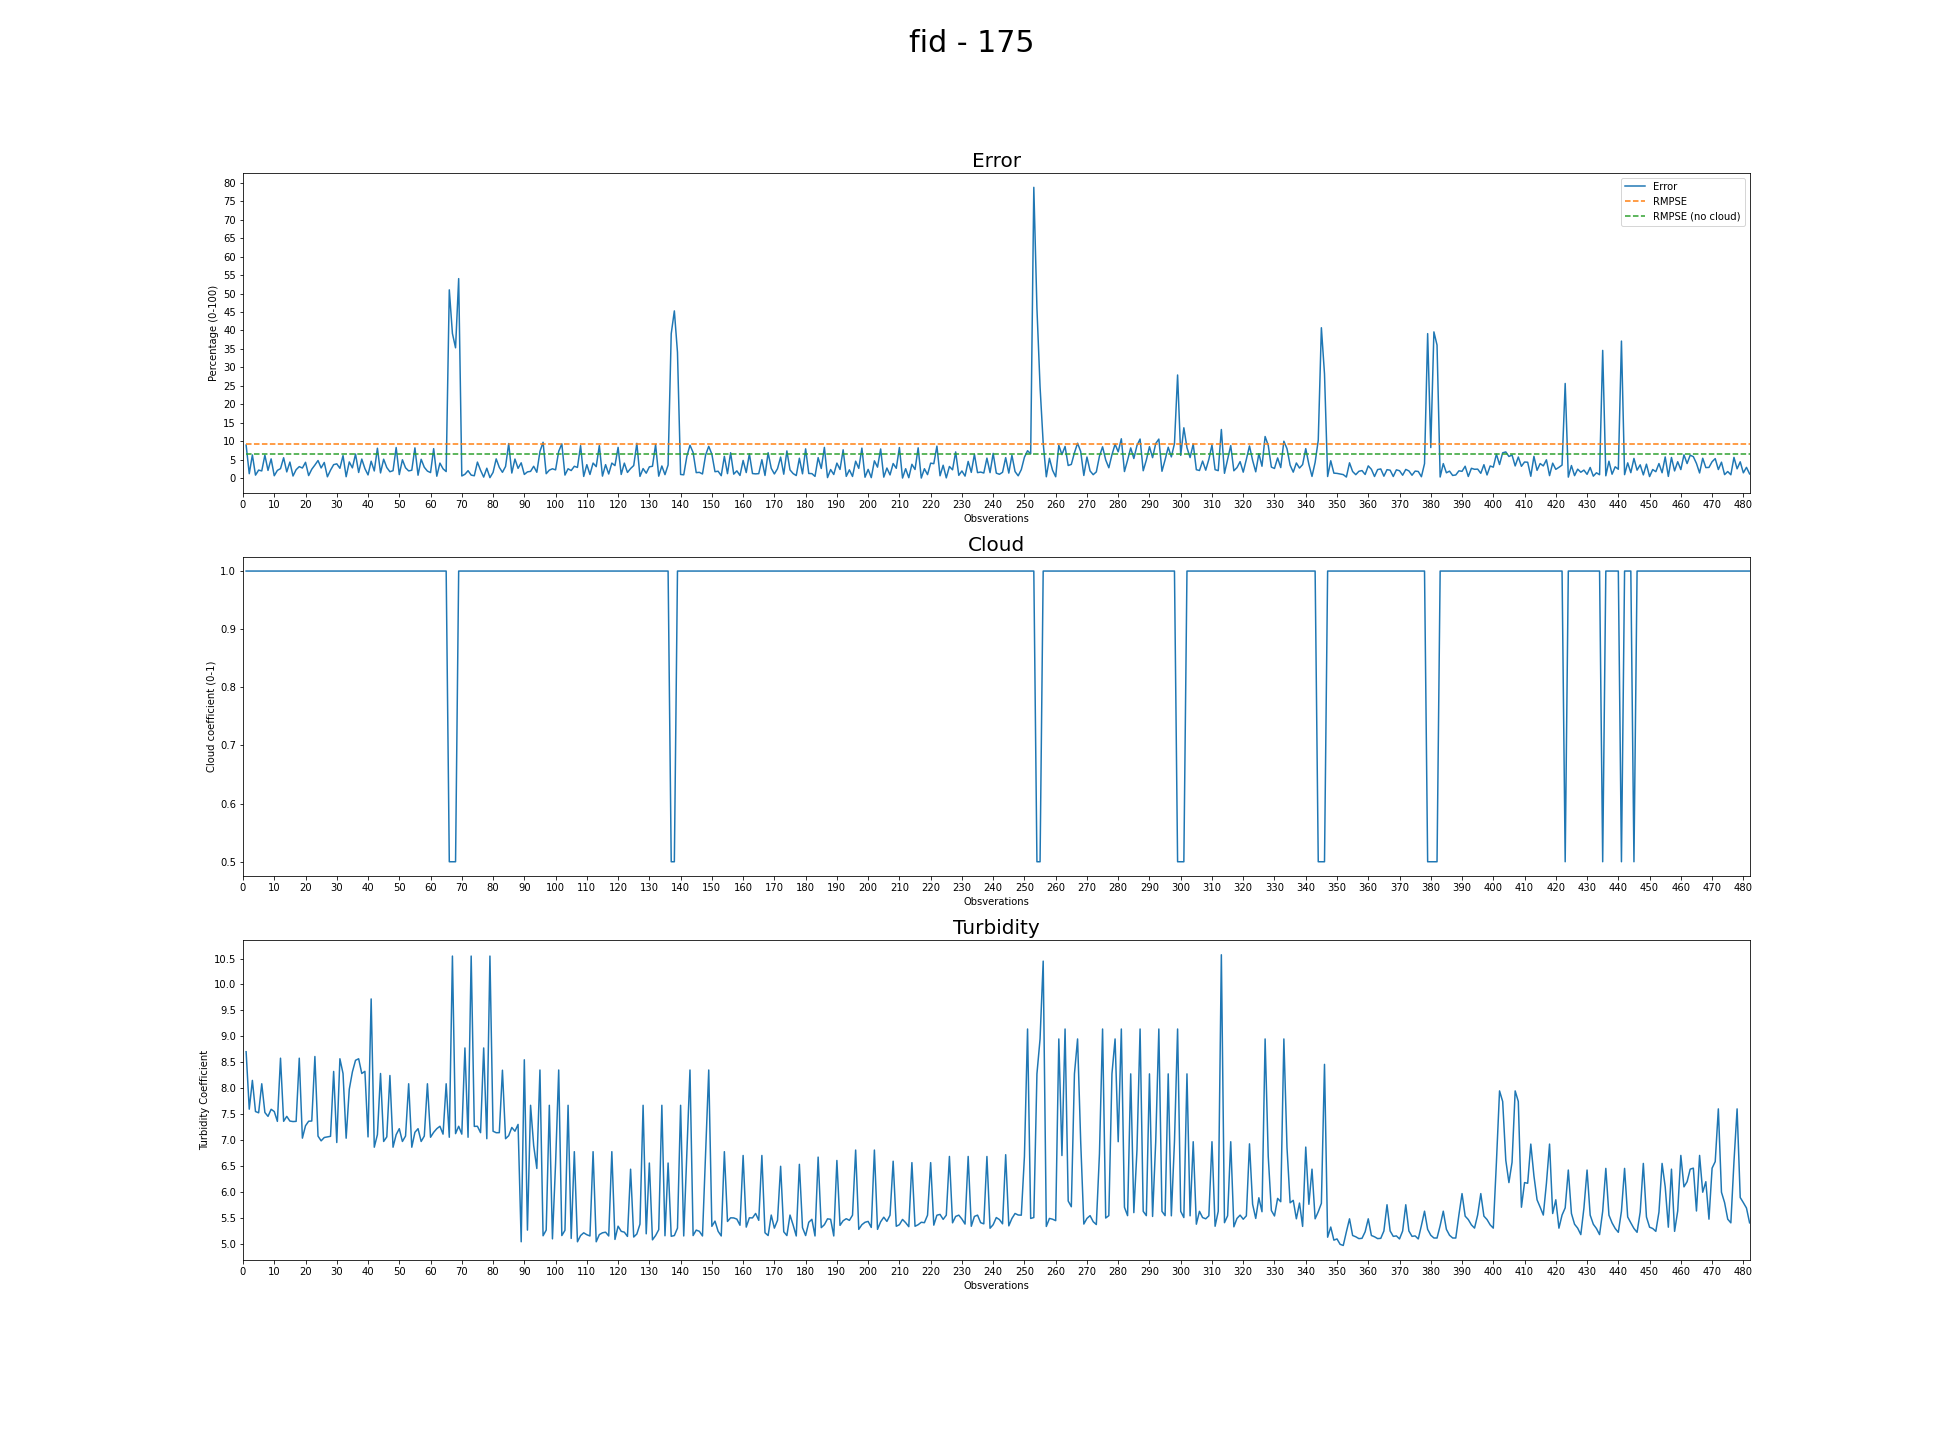 fid - 175
Error
80
75
70
65
60
55
50
45
40
35
30
25
20
15
10
5
0
Percentage (0-100)
Error
RMPSE
RMPSE (no cloud)
0 10 20 30 40 50 60 70 80 90 100 110 120 130 140 150 160 170 180 190 200 210 220 230 240 250 260 270 280 290 300 310 320 330 340 350 360 370 380 390 400 410 420 430 440 450 460 470 480
Obsverations
Cloud
1.0
0.9
0.8
0.7
0.6
0.5
Cloud coefficient (0-1)
0 10 20 30 40 50 60 70 80 90 100 110 120 130 140 150 160 170 180 190 200 210 220 230 240 250 260 270 280 290 300 310 320 330 340 350 360 370 380 390 400 410 420 430 440 450 460 470 480
Obsverations
Turbidity
10.5
10.0
9.5
9.0
8.5
8.0
7.5
7.0
6.5
6.0
5.5
5.0
Turbidity Coefficient
0 10 20 30 40 50 60 70 80 90 100 110 120 130 140 150 160 170 180 190 200 210 220 230 240 250 260 270 280 290 300 310 320 330 340 350 360 370 380 390 400 410 420 430 440 450 460 470 480
Obsverations